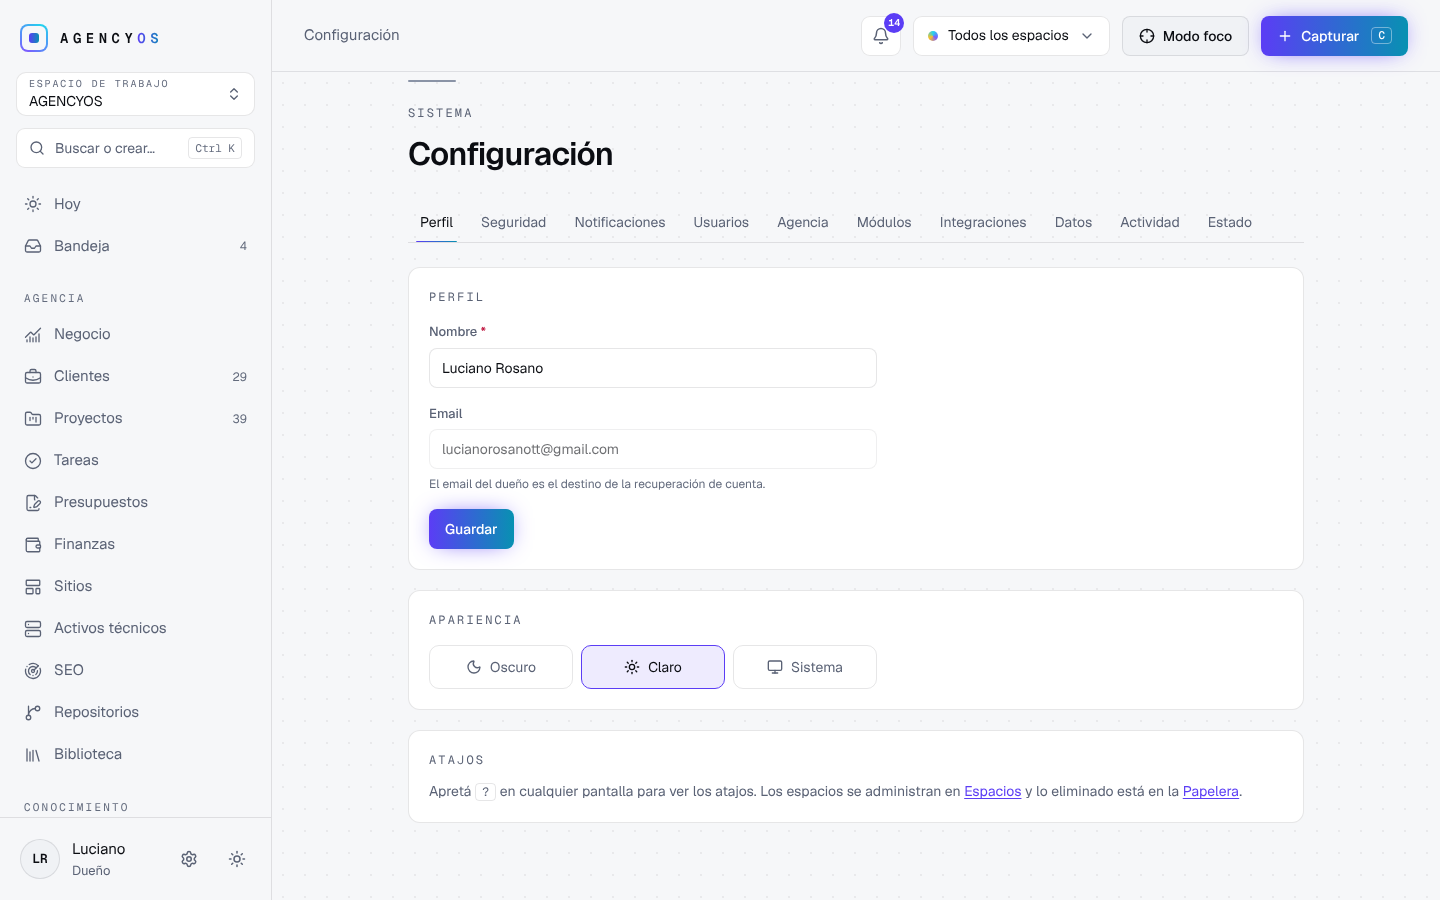 AGENCYOS
ESPACIO DE TRABAJO
AGENCYOS
Buscar o crear...
Ctrl K
Hoy
Bandeja 4
AGENCIA
Negocio
Clientes 29
Proyectos 39
Tareas
Presupuestos
Finanzas
Sitios
Activos técnicos
SEO
Repositorios
Biblioteca
CONOCIMIENTO
LR
Luciano
Dueño
Configuración
14
Todos los espacios
Modo foco
Capturar C
SISTEMA
Configuración
Perfil Seguridad Notificaciones Usuarios Agencia Módulos Integraciones Datos Actividad Estado
PERFIL
Nombre *
Luciano Rosano
Email
lucianorosanott@gmail.com
El email del dueño es el destino de la recuperación de cuenta.
Guardar
APARIENCIA
Oscuro Claro Sistema
ATAJOS
Apretá ? en cualquier pantalla para ver los atajos. Los espacios se administran en Espacios y lo eliminado está en la Papelera.